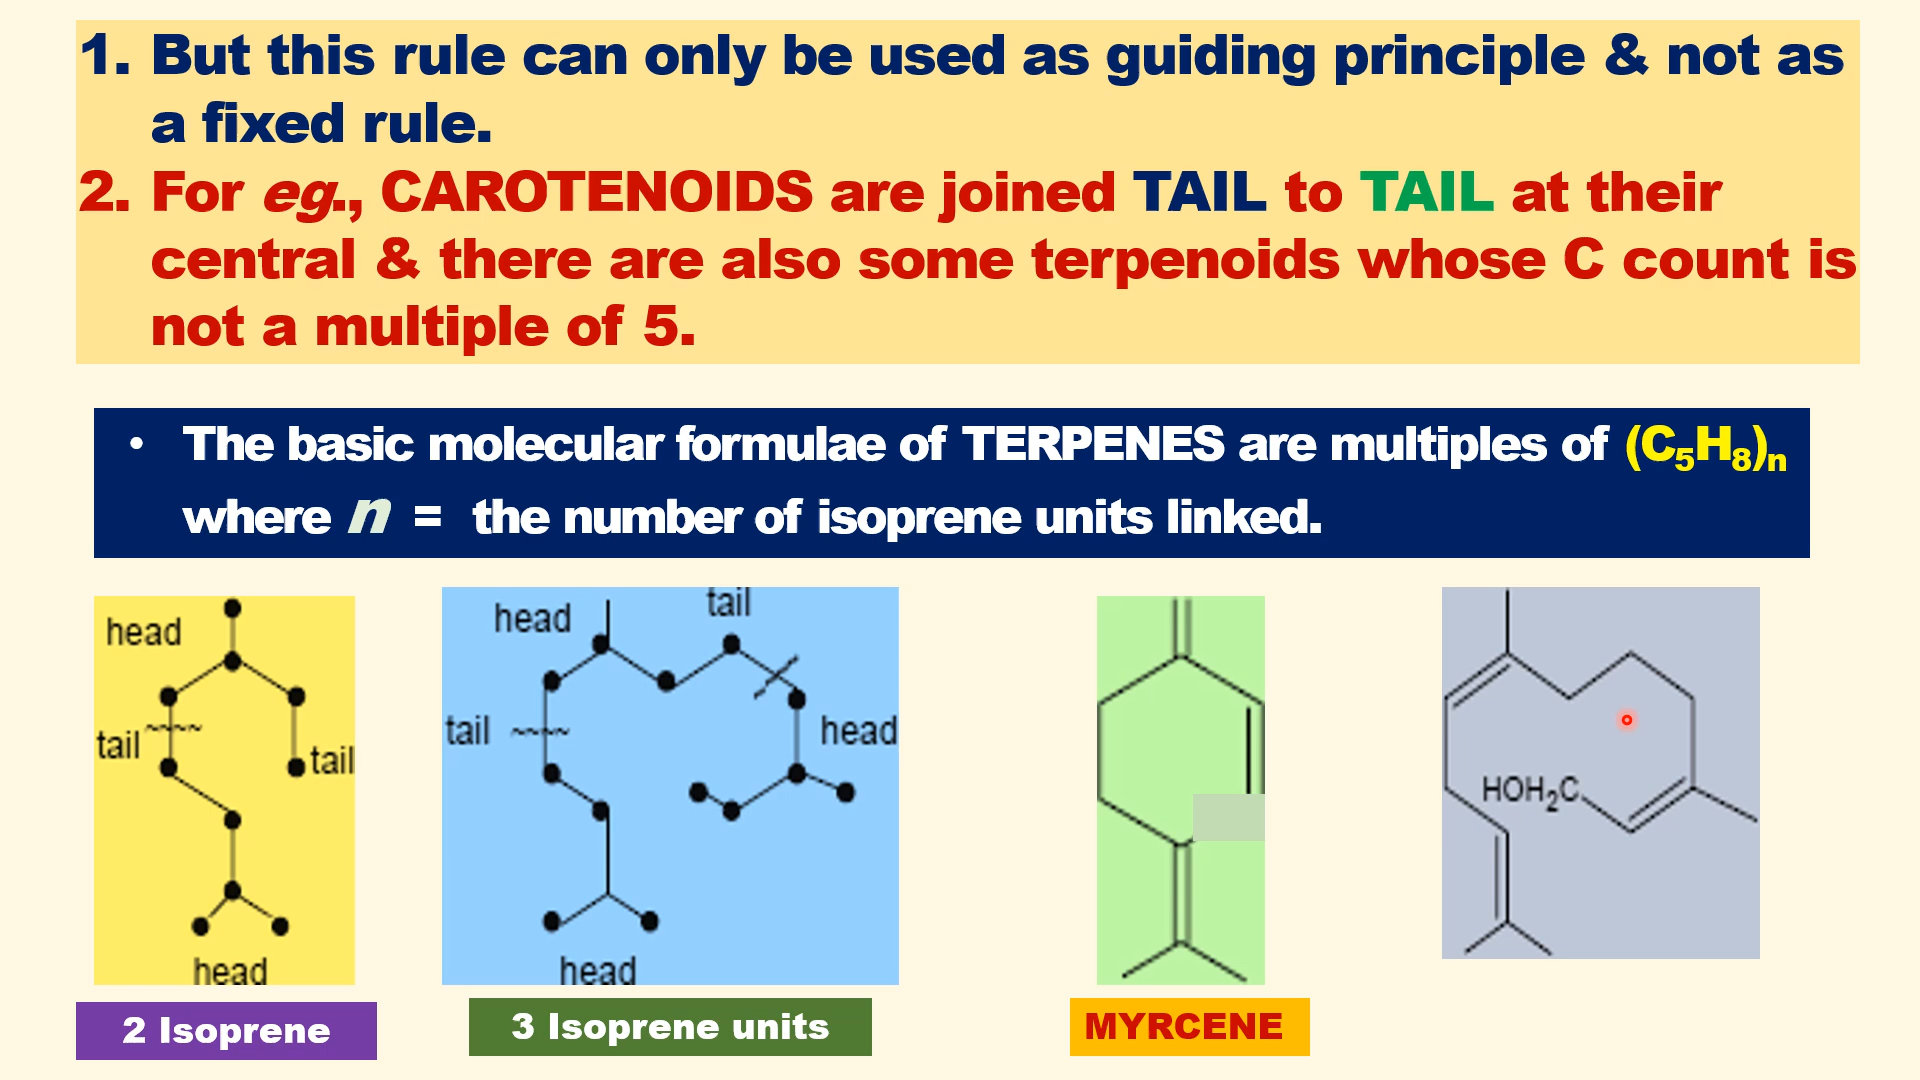 1. But this rule can only be used as guiding principle & not as
a fixed rule.
2. For eg., CAROTENOIDS are joined TAIL to TAIL at their
central & there are also some terpenoids whose C count is
not a multiple of 5.
• The basic molecular formulae of TERPENES are multiples of (C₅H₈)ₙ
where n = the number of isoprene units linked.
head
tail
tail
head
head
tail
tail
head
head
HOH₂C
2 Isoprene
3 Isoprene units
MYRCENE